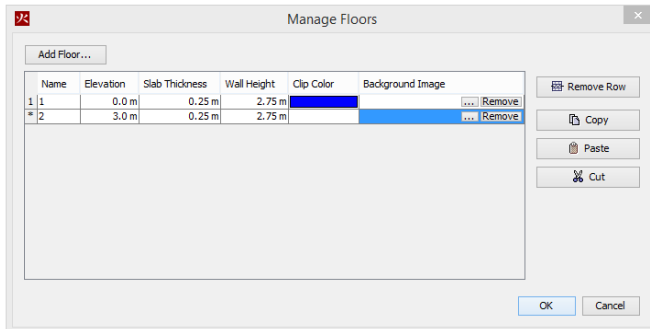 火 Manage Floors
Add Floor...
Name Elevation Slab Thickness Wall Height Clip Color Background Image
1 1 0.0 m 0.25 m 2.75 m ... Remove
* 2 3.0 m 0.25 m 2.75 m ... Remove
Remove Row
Copy
Paste
Cut
OK Cancel